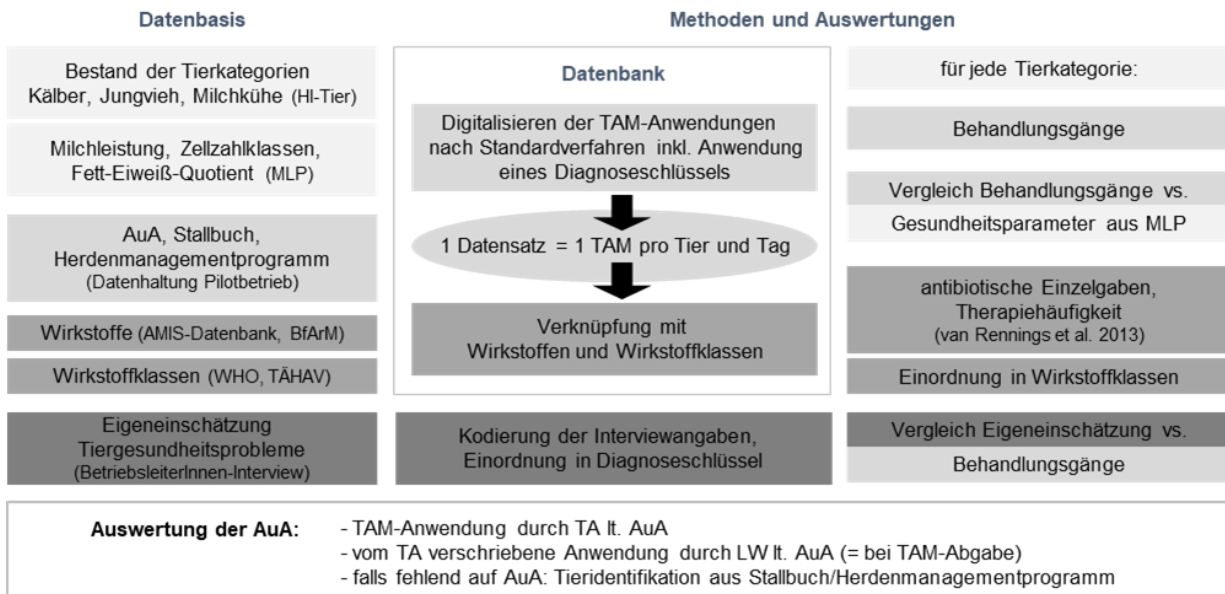 Datenbasis
Bestand der Tierkategorien
Kälber, Jungvieh, Milchkühe (HI-Tier)
Milchleistung, Zellzahlklassen,
Fett-Eiweiß-Quotient (MLP)
AuA, Stallbuch,
Herdenmanagementprogramm
(Datenhaltung Pilotbetrieb)
Wirkstoffe (AMIS-Datenbank, BfArM)
Wirkstoffklassen (WHO, TÄHAV)
Eigeneinschätzung
Tiergesundheitsprobleme
(BetriebsleiterInnen-Interview)
Methoden und Auswertungen
Datenbank
Digitalisieren der TAM-Anwendungen
nach Standardverfahren inkl. Anwendung
eines Diagnoseschlüssels
1 Datensatz = 1 TAM pro Tier und Tag
Verknüpfung mit
Wirkstoffen und Wirkstoffklassen
Kodierung der Interviewangaben,
Einordnung in Diagnoseschlüssel
für jede Tierkategorie:
Behandlungsgänge
Vergleich Behandlungsgänge vs.
Gesundheitsparameter aus MLP
antibiotische Einzelgaben,
Therapiehäufigkeit
(van Rennings et al. 2013)
Einordnung in Wirkstoffklassen
Vergleich Eigeneinschätzung vs.
Behandlungsgänge
Auswertung der AuA:
- TAM-Anwendung durch TA lt. AuA
- vom TA verschriebene Anwendung durch LW lt. AuA (= bei TAM-Abgabe)
- falls fehlend auf AuA: Tieridentifikation aus Stallbuch/Herdenmanagementprogramm